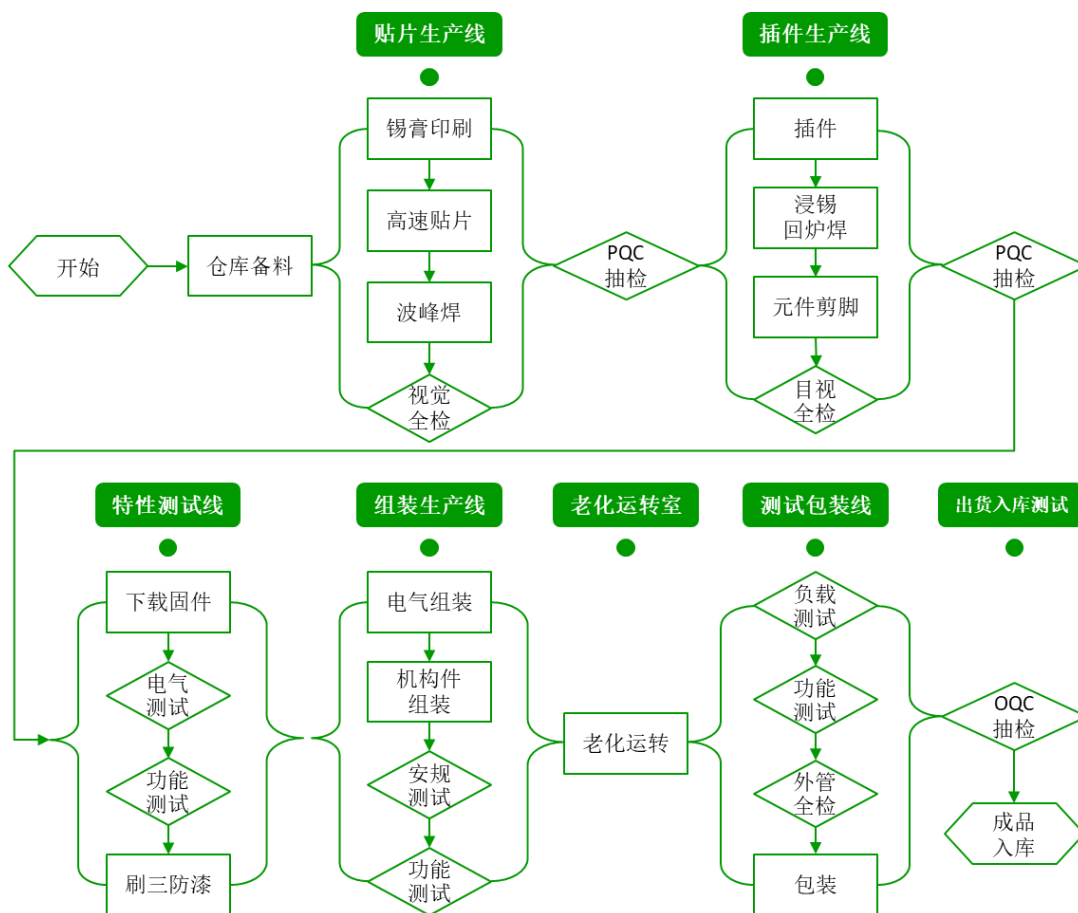 贴片生产线
插件生产线
锡膏印刷
插件
高速贴片
浸锡
回炉焊
开始
仓库备料
PQC
抽检
PQC
抽检
波峰焊
元件剪脚
视觉
全检
目视
全检
特性测试线
组装生产线
老化运转室
测试包装线
出货入库测试
下载固件
电气组装
负载
测试
电气
测试
机构件
组装
功能
测试
OQC
抽检
老化运转
功能
测试
安规
测试
外管
全检
成品
入库
刷三防漆
功能
测试
包装